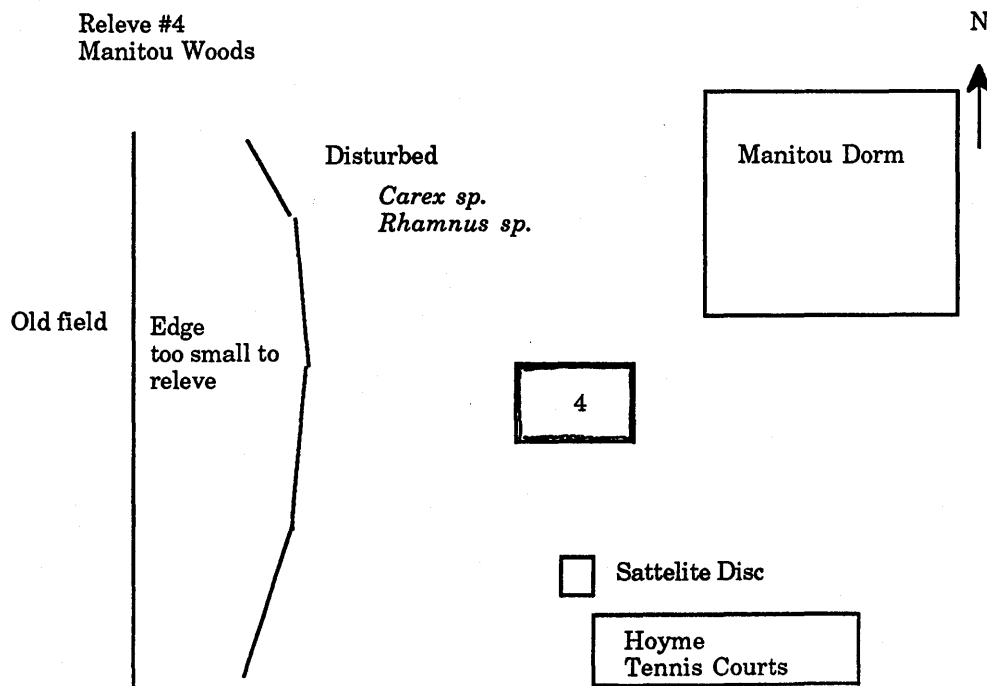 Releve #4
Manitou Woods
N
Disturbed
Carex sp.
Rhamnus sp.
Manitou Dorm
Old field
Edge
too small to
releve
4
Sattelite Disc
Hoyme
Tennis Courts